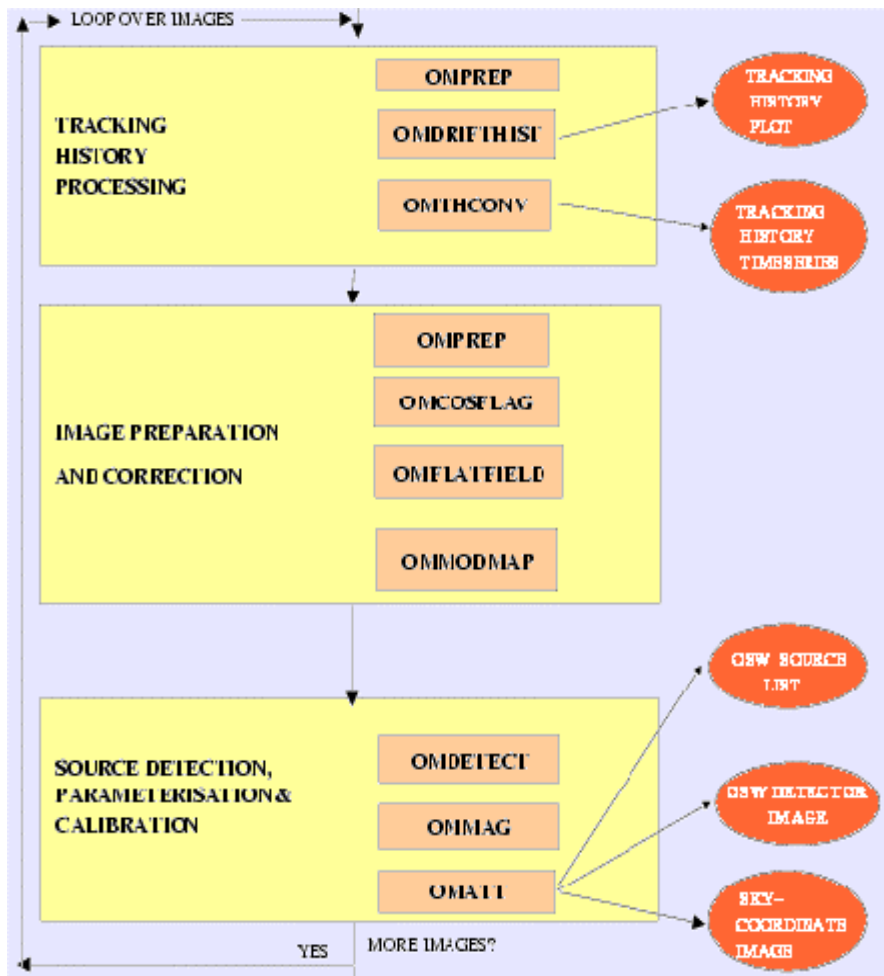 LOOP OVER IMAGES
OMPREP
TRACKING
HISTORY
PROCESSING
OMDRIFTHIST
OMTHCONV
TRACKING
HISTORY
PLOT
TRACKING
HISTORY
TIMESERIES
IMAGE PREPARATION
AND CORRECTION
OMPREP
OMCOSFLAG
OMFLATFIELD
OMMODMAP
SOURCE DETECTION,
PARAMETERISATION &
CALIBRATION
OMDETECT
OMMAG
OMATT
OSW SOURCE
LIST
OSW DETECTOR
IMAGE
SKY-
COORDINATE
IMAGE
YES
MORE IMAGES?